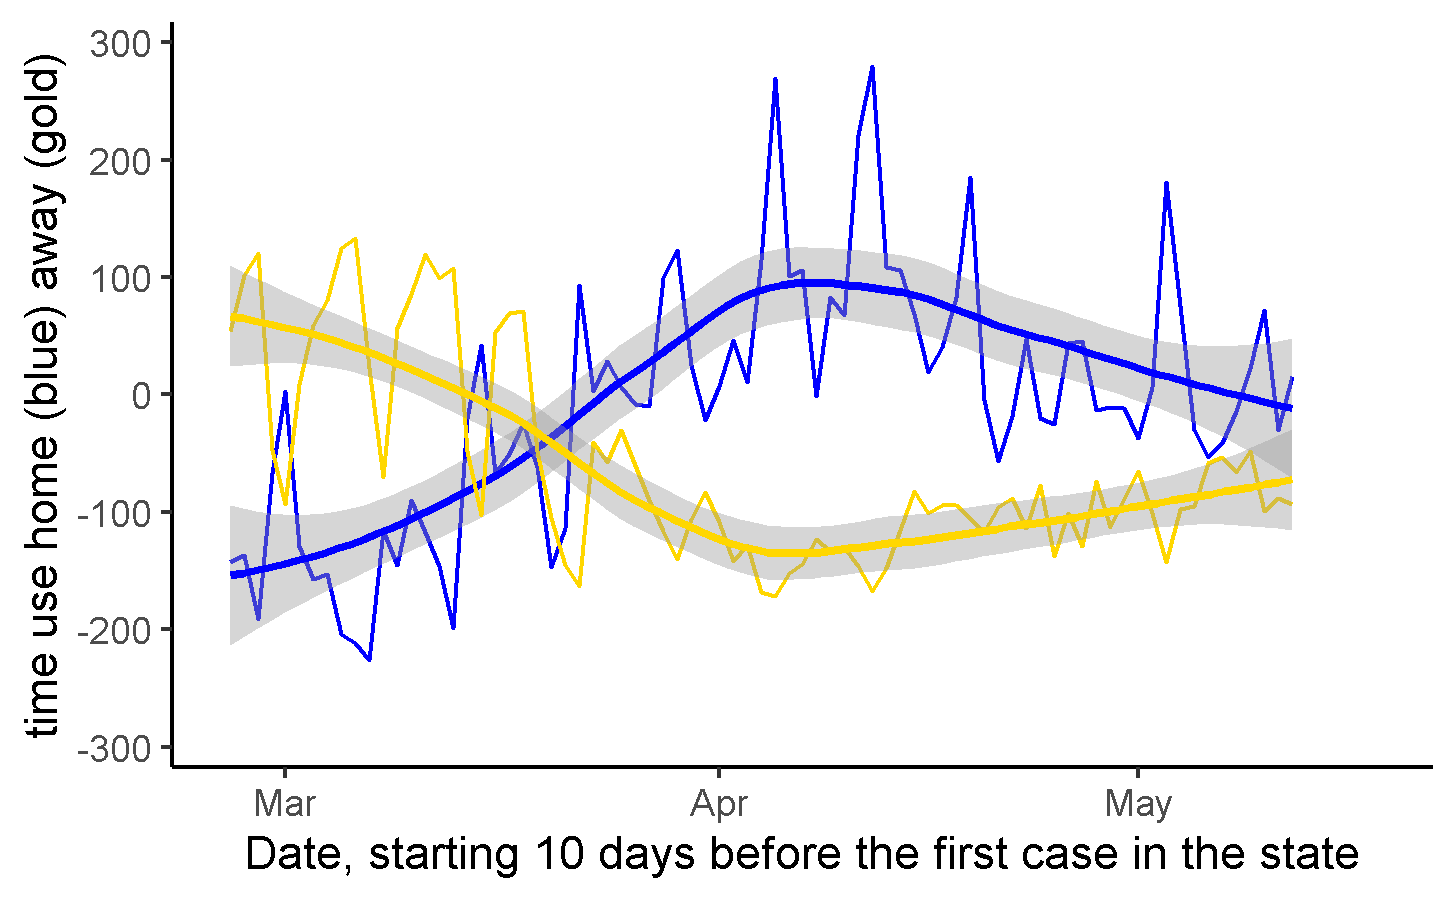 time use home (blue) away (gold)
300
200
100
0
-100
-200
-300
Mar
Apr
May
Date, starting 10 days before the first case in the state